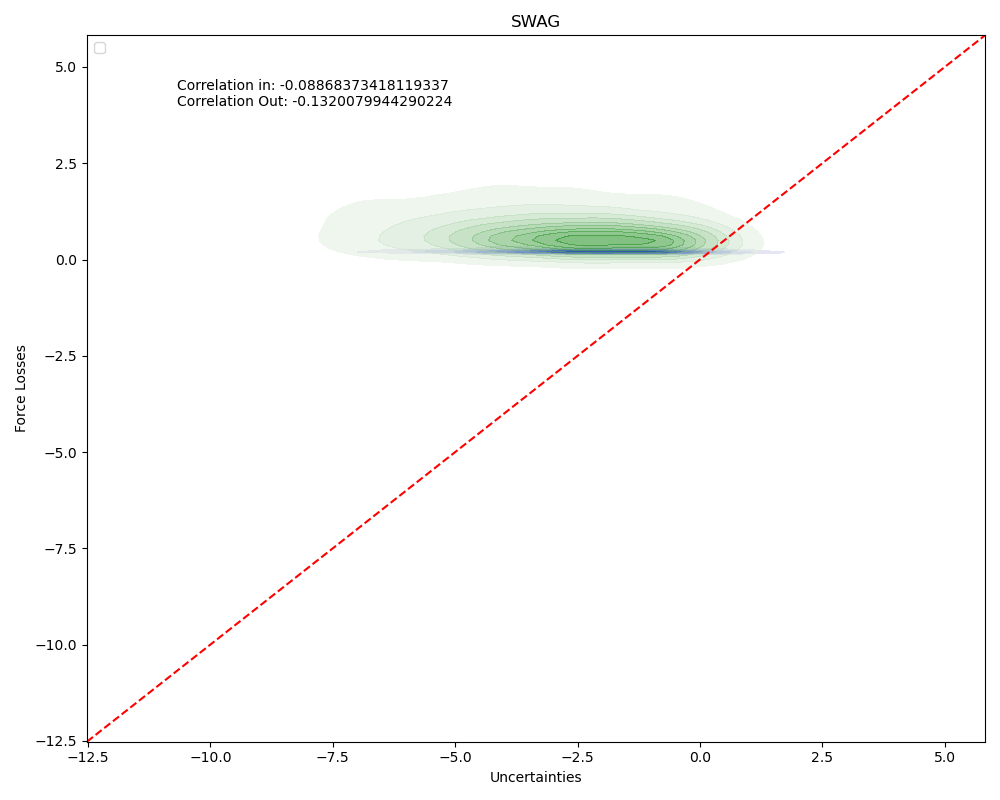 SWAG
Correlation in: -0.08868373418119337
Correlation Out: -0.1320079944290224
5.0
2.5
0.0
−2.5
−5.0
−7.5
−10.0
−12.5
Force Losses
−12.5 −10.0 −7.5 −5.0 −2.5 0.0 2.5 5.0
Uncertainties